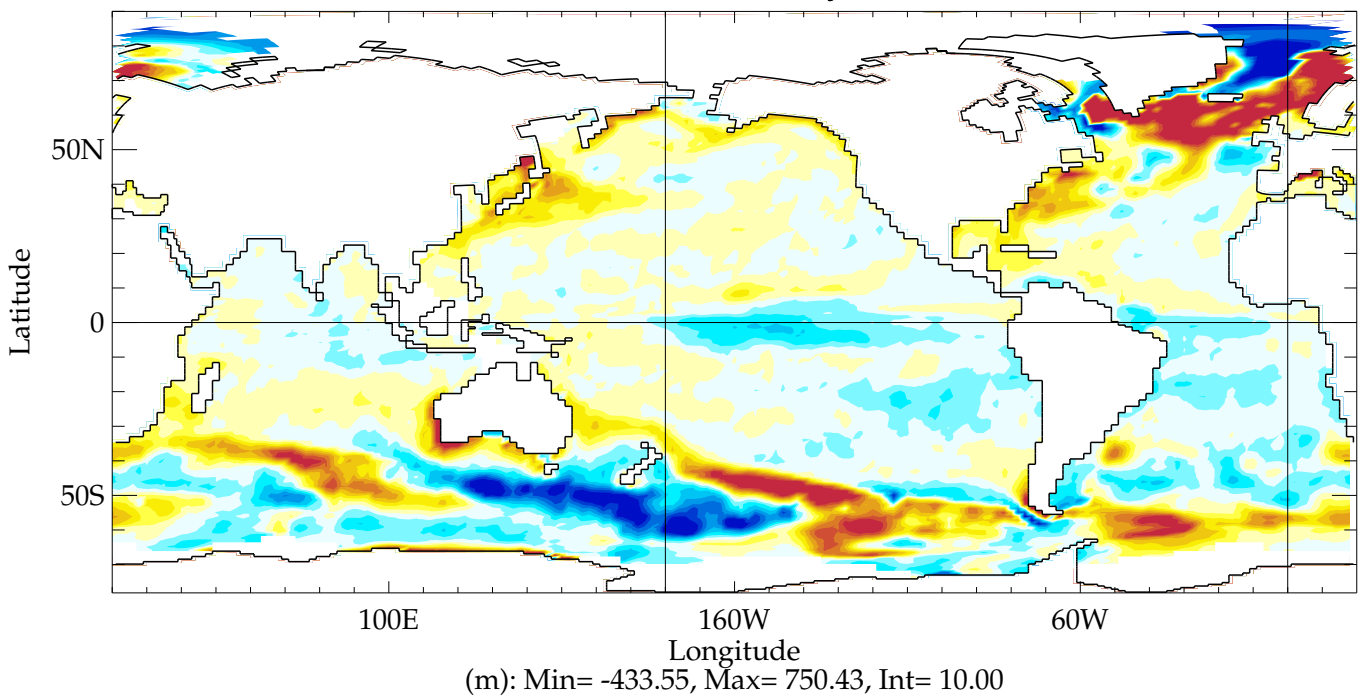 50N
0
50S
Latitude
100E
160W
60W
Longitude
(m): Min= -433.55, Max= 750.43, Int= 10.00